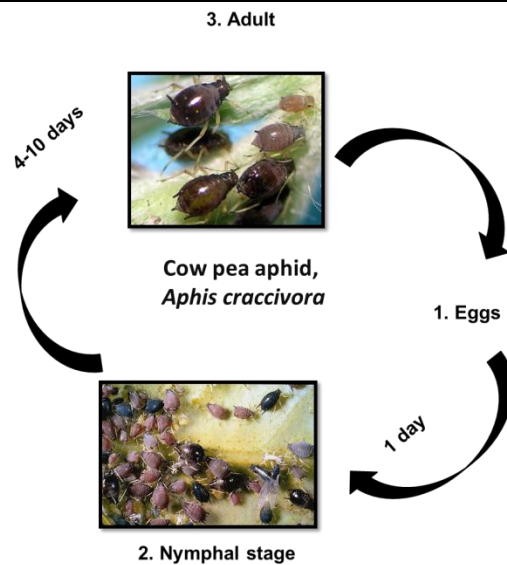 3. Adult
4-10 days
Cow pea aphid,
Aphis craccivora
1. Eggs
1 day
2. Nymphal stage